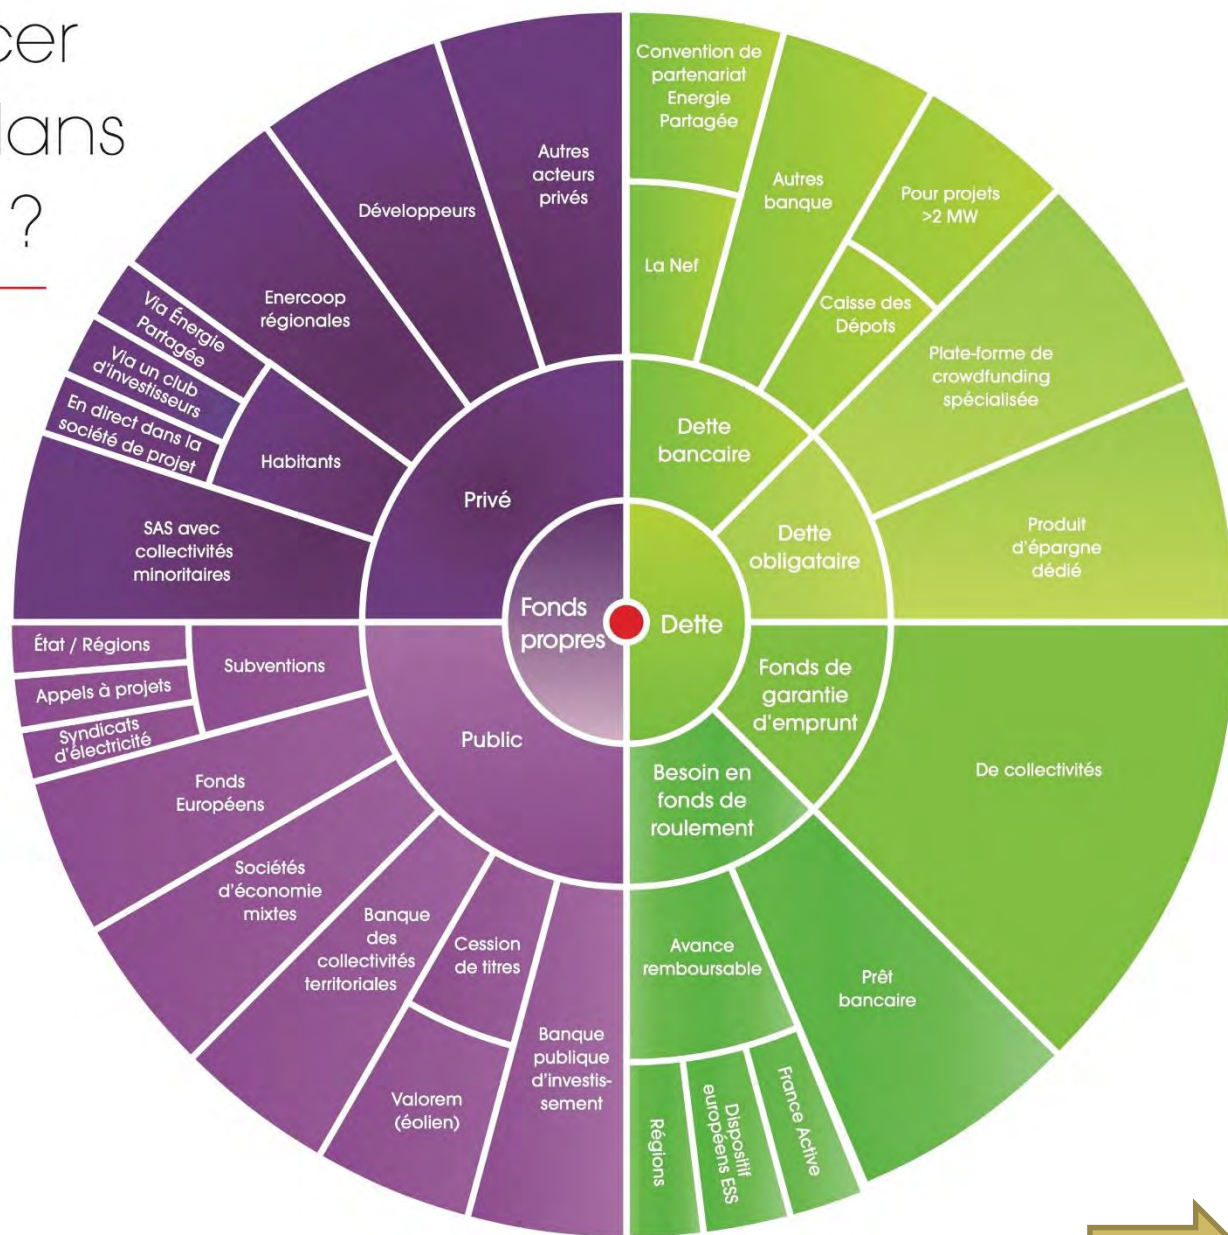 cer
dans
?
Convention de
partenariat
Energie
Partagée
La Nef
Autres
banque
Pour projets
>2 MW
Caisse des
Dépots
Plate-forme de
crowdfunding
spécialisée
Produit
d'épargne
dédié
Dette
bancaire
Dette
obligataire
Dette
Fonds de
garantie
d'emprunt
De collectivités
Besoin en
fonds de
roulement
Prêt
bancaire
Avance
remboursable
France Active
Dispositif
européens ESS
Régions
Autres
acteurs
privés
Développeurs
Enercoop
régionales
Via Énergie
Partagée
Via un club
d'investisseurs
En direct dans la
société de projet
Habitants
SAS avec
collectivités
minoritaires
Privé
Fonds
propres
Public
Subventions
État / Régions
Appels à projets
Syndicats
d'électricité
Fonds
Européens
Sociétés
d'économie
mixtes
Banque
des
collectivités
territoriales
Cession
de titres
Valorem
(éolien)
Banque
publique
d'investis-
sement